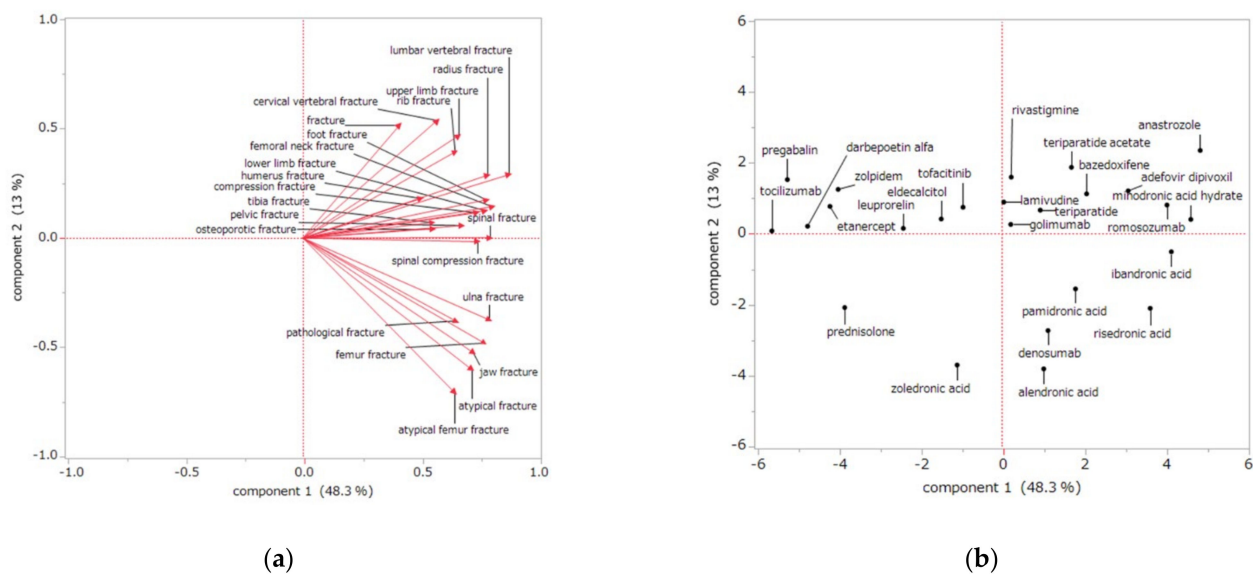 1.0
0.5
0.0
-0.5
-1.0
component 2 (13 %)
lumbar vertebral fracture
radius fracture
upper limb fracture
cervical vertebral fracture
rib fracture
fracture
foot fracture
femoral neck fracture
lower limb fracture
humerus fracture
compression fracture
tibia fracture
pelvic fracture
spinal fracture
osteoporotic fracture
spinal compression fracture
ulna fracture
pathological fracture
femur fracture
jaw fracture
atypical fracture
atypical femur fracture
-1.0
-0.5
0.0
0.5
1.0
component 1 (48.3 %)
(a)
6
4
2
0
-2
-4
-6
component 2 (13 %)
rivastigmine
anastrozole
teriparatide acetate
darbepoetin alfa
pregabalin
bazedoxifene
zolpidem
tofacitinib
adefovir dipivoxil
tocilizumab
eldecalcitol
minodronic acid hydrate
lamivudine
leuprorelin
teriparatide
etanercept
golimumab
romosozumab
ibandronic acid
pamidronic acid
prednisolone
risedronic acid
denosumab
zoledronic acid
alendronic acid
-6
-4
-2
0
2
4
6
component 1 (48.3 %)
(b)